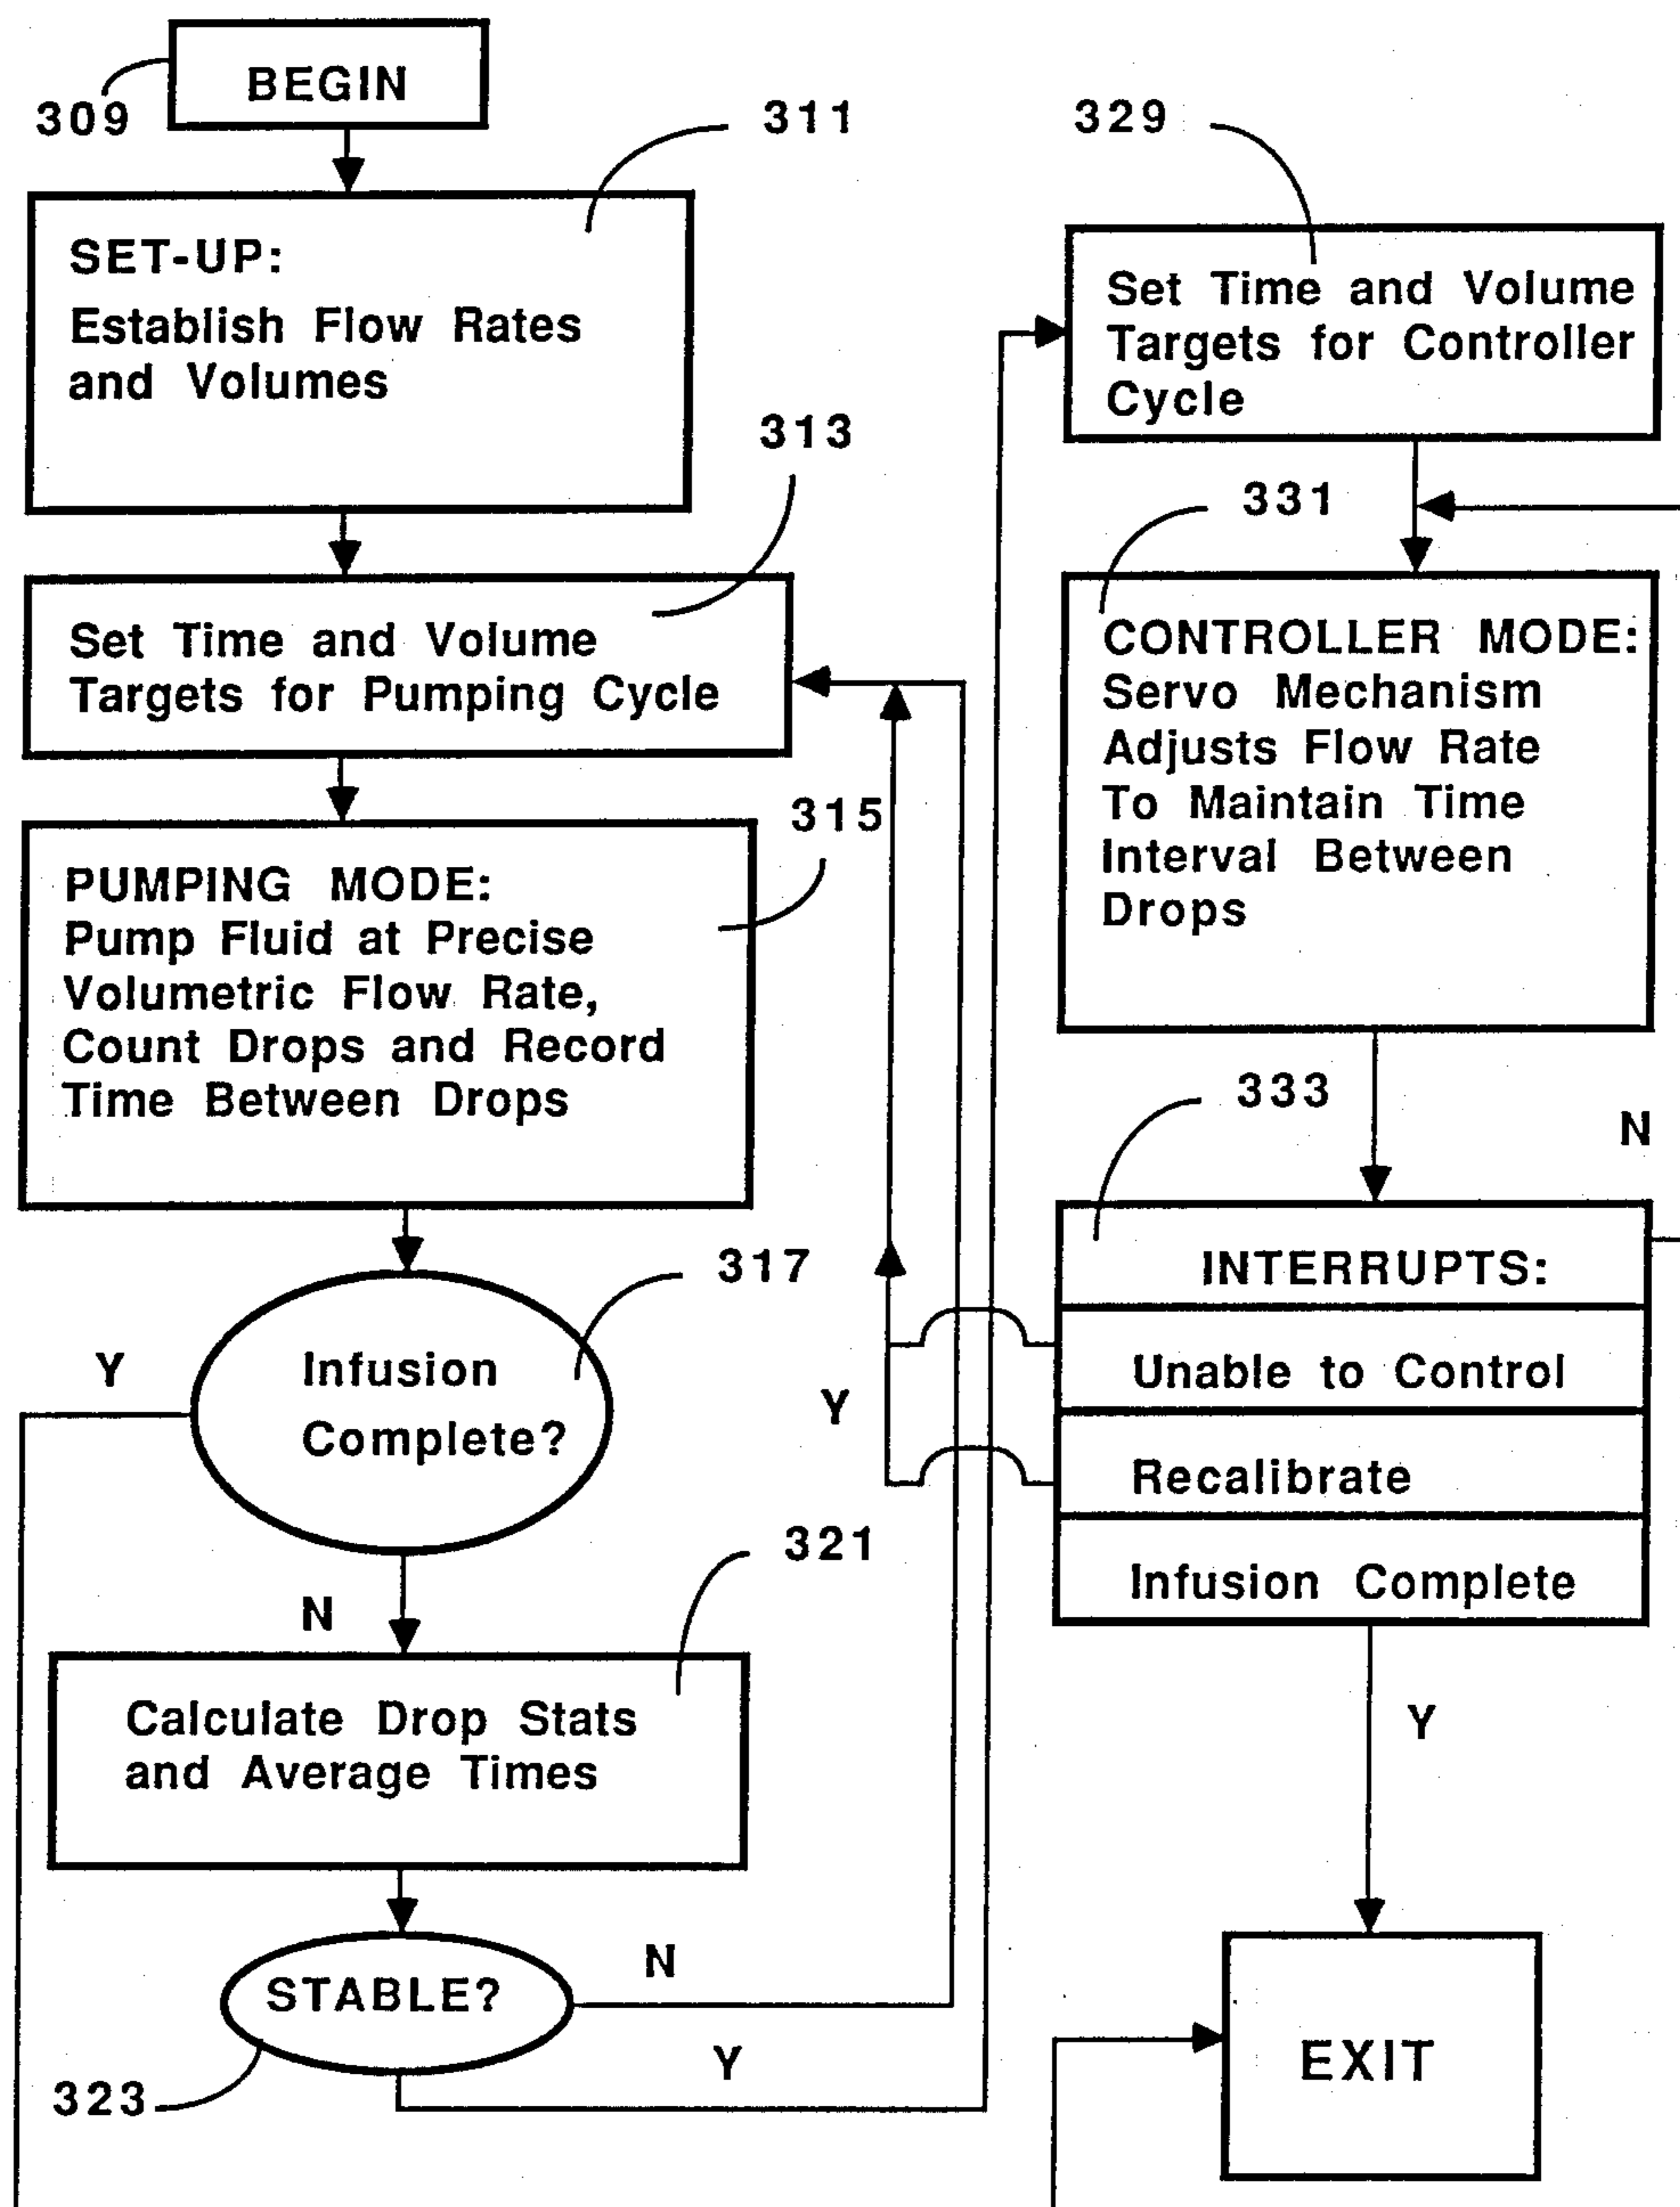 BEGIN
309
311
SET-UP:
Establish Flow Rates
and Volumes
313
Set Time and Volume
Targets for Pumping Cycle
315
PUMPING MODE:
Pump Fluid at Precise
Volumetric Flow Rate,
Count Drops and Record
Time Between Drops
317
Infusion
Complete?
Y
N
321
Calculate Drop Stats
and Average Times
STABLE?
N
Y
323
329
Set Time and Volume
Targets for Controller
Cycle
331
CONTROLLER MODE:
Servo Mechanism
Adjusts Flow Rate
To Maintain Time
Interval Between
Drops
333
N
INTERRUPTS:
Unable to Control
Y
Recalibrate
Infusion Complete
Y
EXIT